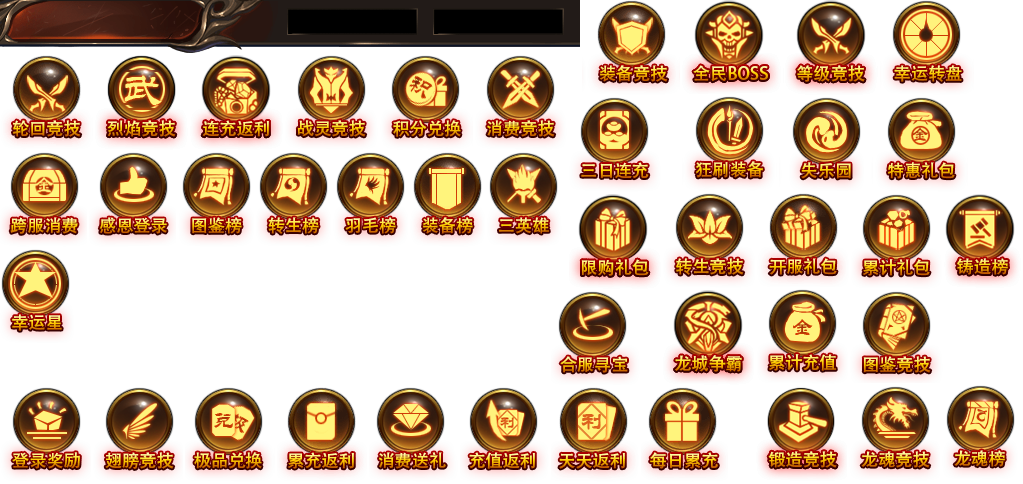 装备竞技 全民BOSS 等级竞技 幸运转盘
武 积
轮回竞技 烈焰竞技 连充返利 战灵竞技 积分兑换 消费竞技
金
三日连充 狂刷装备 失乐园 特惠礼包
金
跨服消费 感恩登录 图鉴榜 转生榜 羽毛榜 装备榜 三英雄
限购礼包 转生竞技 开服礼包 累计礼包 铸造榜
幸运星
金
合服寻宝 龙城争霸 累计充值 图鉴竞技
兑 利 利
登录奖励 翅膀竞技 极品兑换 累充返利 消费送礼 充值返利 天天返利 每日累充 锻造竞技 龙魂竞技 龙魂榜